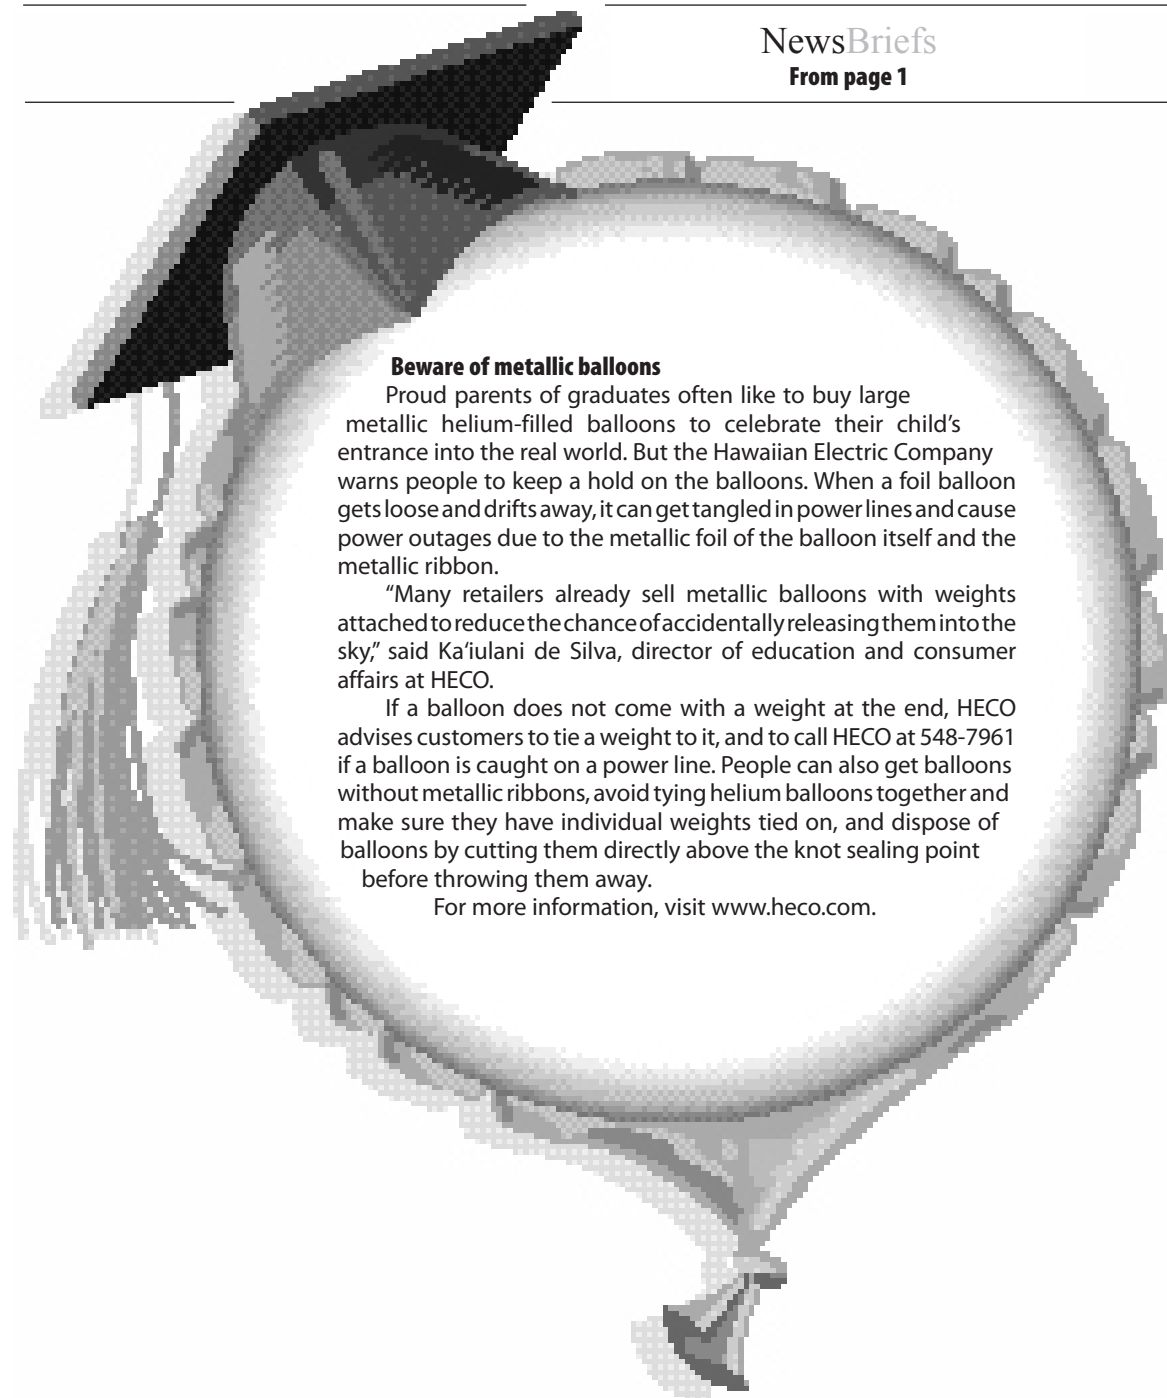 NewsBriefs
From page 1
Beware of metallic balloons
Proud parents of graduates often like to buy large
metallic helium-filled balloons to celebrate their child’s
entrance into the real world. But the Hawaiian Electric Company
warns people to keep a hold on the balloons. When a foil balloon
gets loose and drifts away, it can get tangled in power lines and cause
power outages due to the metallic foil of the balloon itself and the
metallic ribbon.
“Many retailers already sell metallic balloons with weights
attached to reduce the chance of accidentally releasing them into the
sky,” said Ka‘iulani de Silva, director of education and consumer
affairs at HECO.
If a balloon does not come with a weight at the end, HECO
advises customers to tie a weight to it, and to call HECO at 548-7961
if a balloon is caught on a power line. People can also get balloons
without metallic ribbons, avoid tying helium balloons together and
make sure they have individual weights tied on, and dispose of
balloons by cutting them directly above the knot sealing point
before throwing them away.
For more information, visit www.heco.com.